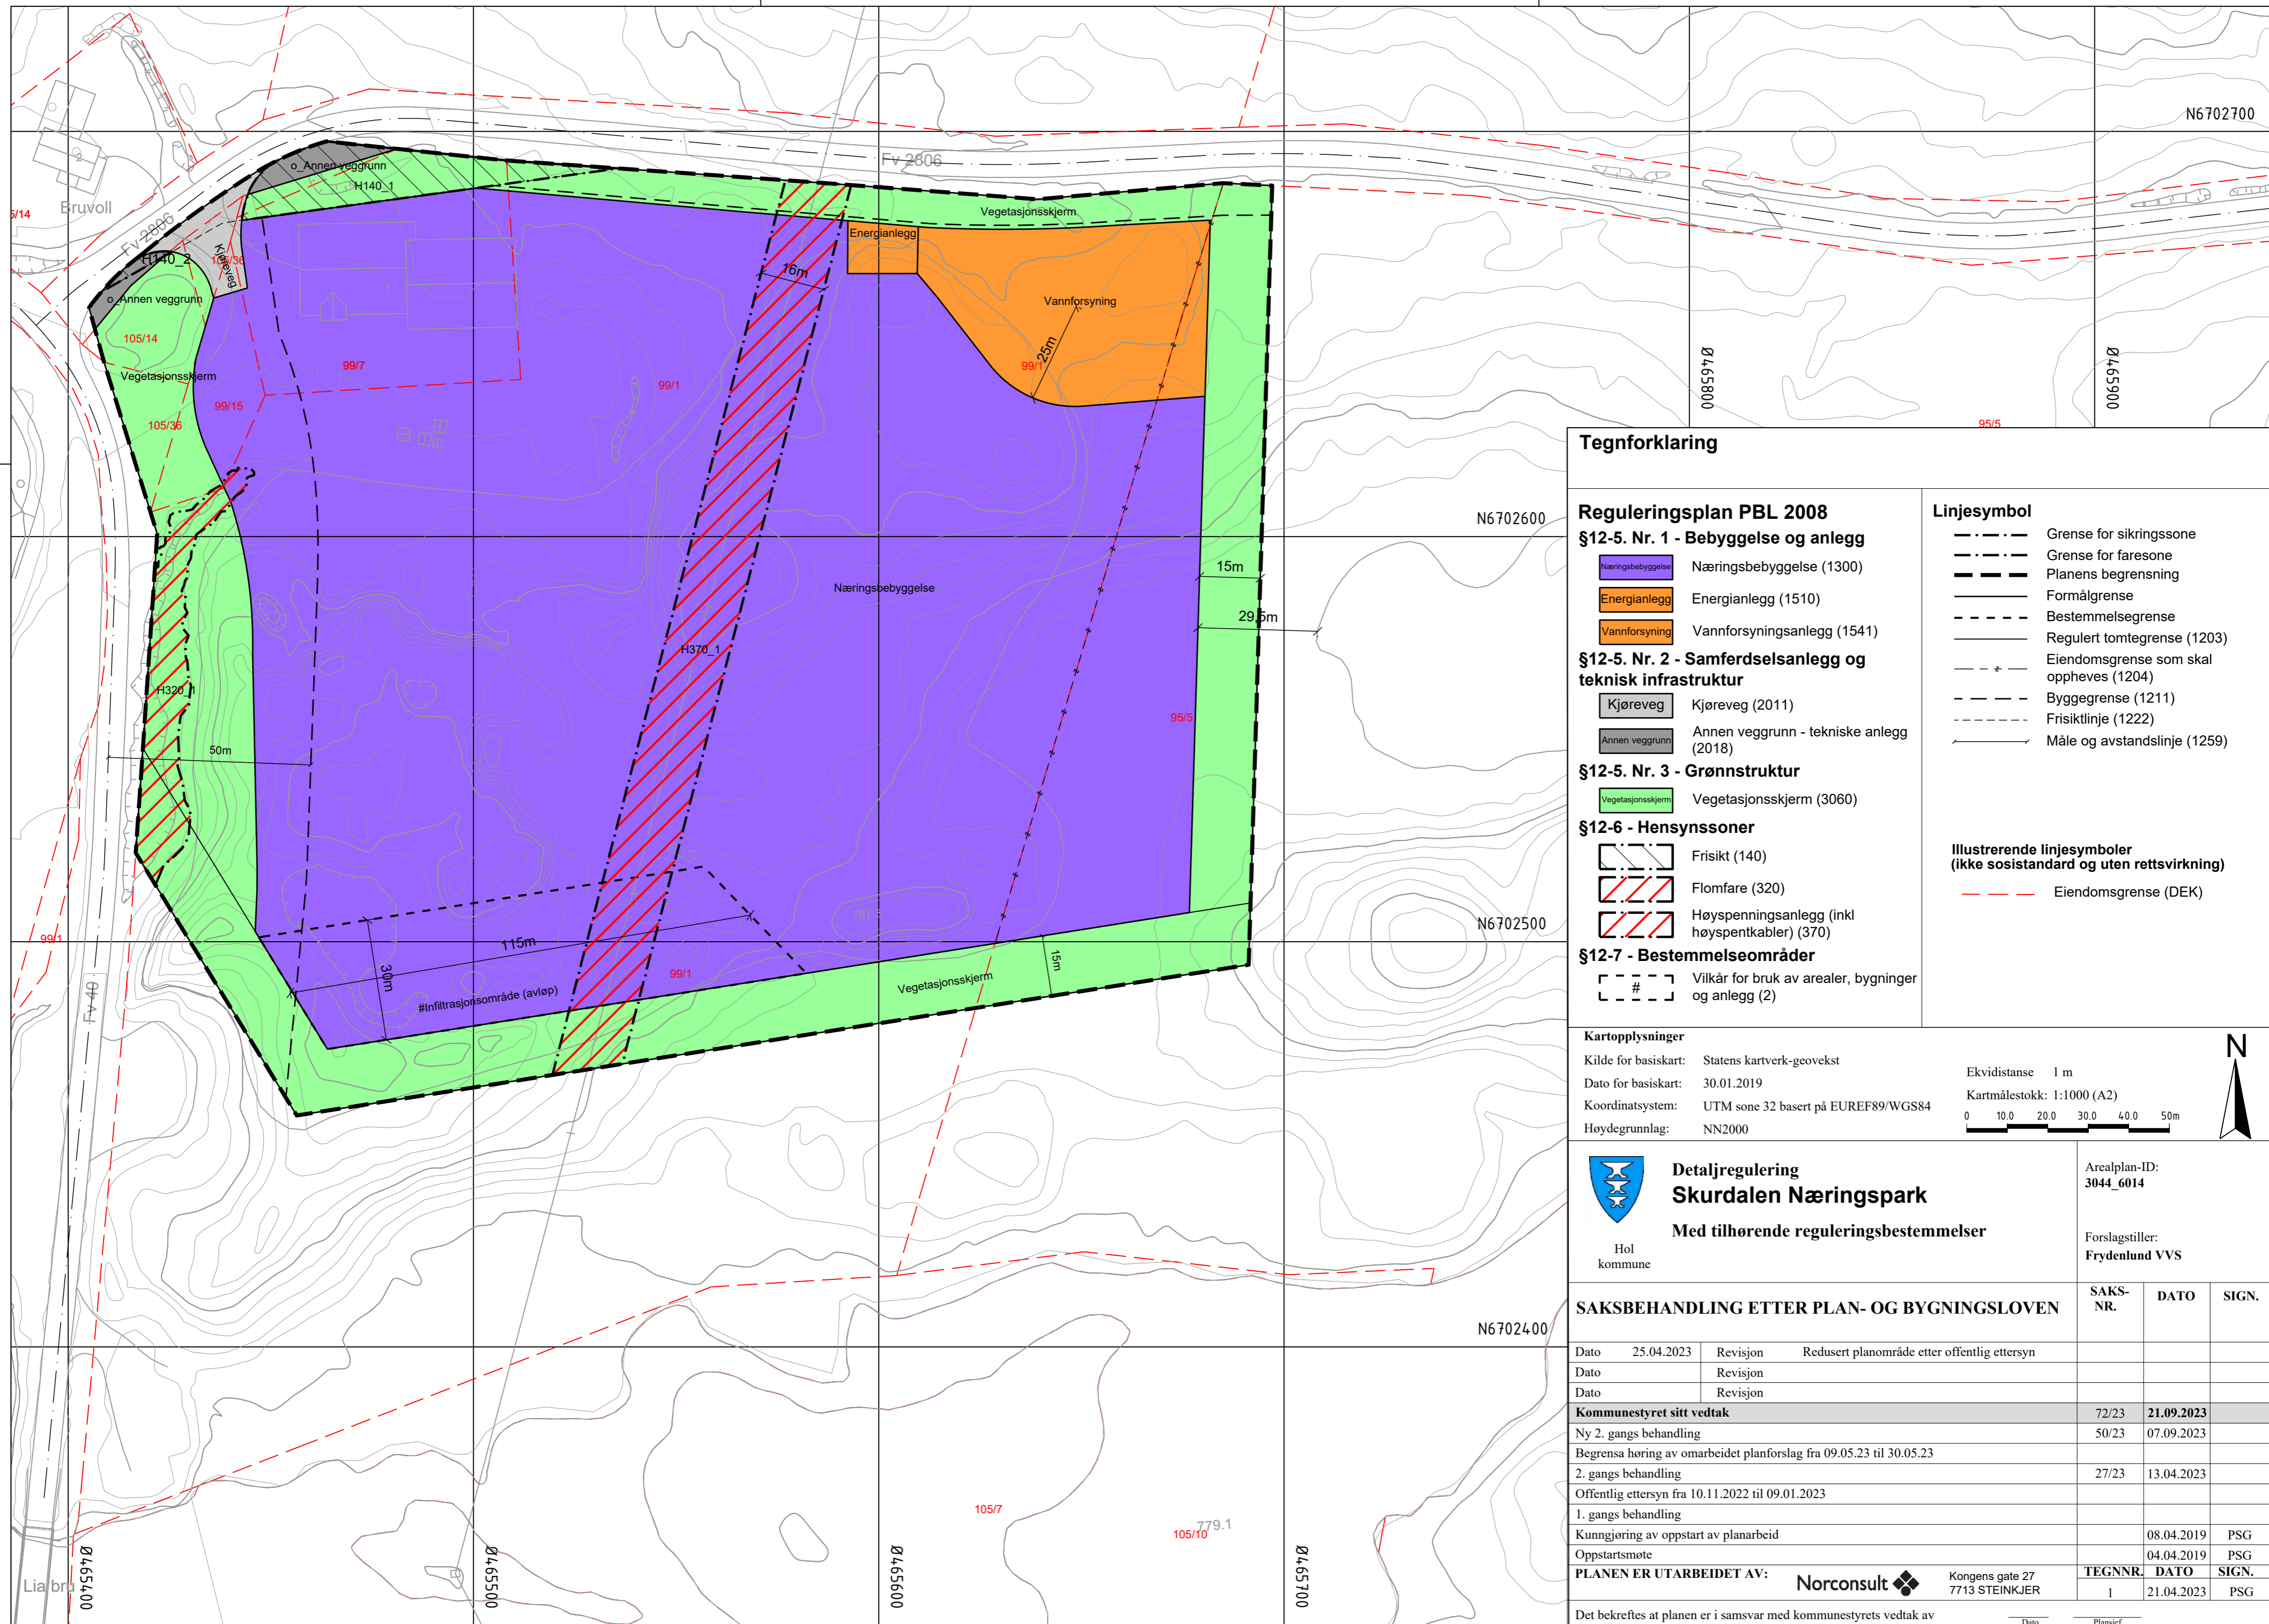 N6702700
o_Annen veggrunn
H140_1
Fv 2806
Bruvoll
5/14
Fv 2806
Vegetasjonsskjerm
Energianlegg
Kjøreveg
H140_2
105/36
16m
o_Annen veggrunn
Vannforsyning
1
105/14
25m
Vegetasjonsskjerm
99/7
99/1
99/1
99/15
105/36
Ø465800
Ø465900
95/5
N6702600
Næringsbebyggelse
15m
29,5m
H370_1
H320_1
95/5
50m
787.5
N6702500
99/1
115m
30m
99/1
15m
#Infiltrasjonsområde (avløp)
Vegetasjonsskjerm
Fv 40
N6702400
105/7
105/10
779.1
Lia bru
Ø465400
Ø465500
Ø465600
Ø465700
Tegnforklaring
Reguleringsplan PBL 2008
§12-5. Nr. 1 - Bebyggelse og anlegg
Næringsbebyggelse Næringsbebyggelse (1300)
Energianlegg Energianlegg (1510)
Vannforsyning Vannforsyningsanlegg (1541)
§12-5. Nr. 2 - Samferdselsanlegg og
teknisk infrastruktur
Kjøreveg Kjøreveg (2011)
Annen veggrunn Annen veggrunn - tekniske anlegg
(2018)
§12-5. Nr. 3 - Grønnstruktur
Vegetasjonsskjerm Vegetasjonsskjerm (3060)
§12-6 - Hensynssoner
Frisikt (140)
Flomfare (320)
Høyspenningsanlegg (inkl
høyspentkabler) (370)
§12-7 - Bestemmelseområder
# Vilkår for bruk av arealer, bygninger
og anlegg (2)
Linjesymbol
Grense for sikringssone
Grense for faresone
Planens begrensning
Formålgrense
Bestemmelsegrense
Regulert tomtegrense (1203)
Eiendomsgrense som skal
oppheves (1204)
Byggegrense (1211)
Frisiktlinje (1222)
Måle og avstandslinje (1259)
Illustrerende linjesymboler
(ikke sosistandard og uten rettsvirkning)
Eiendomsgrense (DEK)
Kartopplysninger
Kilde for basiskart: Statens kartverk-geovekst
Dato for basiskart: 30.01.2019
Koordinatsystem: UTM sone 32 basert på EUREF89/WGS84
Høydegrunnlag: NN2000
Ekvidistanse 1 m
Kartmålestokk: 1:1000 (A2)
0 10.0 20.0 30.0 40.0 50m
N
Detaljregulering
Skurdalen Næringspark
Med tilhørende reguleringsbestemmelser
Hol
kommune
Arealplan-ID:
3044_6014
Forslagstiller:
Frydenlund VVS
SAKSBEHANDLING ETTER PLAN- OG BYGNINGSLOVEN
SAKS-
NR. DATO SIGN.
Dato 25.04.2023 Revisjon Redusert planområde etter offentlig ettersyn
Dato Revisjon
Dato Revisjon
Kommunestyret sitt vedtak 72/23 21.09.2023
Ny 2. gangs behandling 50/23 07.09.2023
Begrensa høring av omarbeidet planforslag fra 09.05.23 til 30.05.23
2. gangs behandling 27/23 13.04.2023
Offentlig ettersyn fra 10.11.2022 til 09.01.2023
1. gangs behandling
Kunngjøring av oppstart av planarbeid 08.04.2019 PSG
Oppstartsmøte 04.04.2019 PSG
PLANEN ER UTARBEIDET AV: Norconsult Kongens gate 27
7713 STEINKJER
TEGNNR. DATO SIGN.
1 21.04.2023 PSG
Det bekreftes at planen er i samsvar med kommunestyrets vedtak av
Dato Plansjef